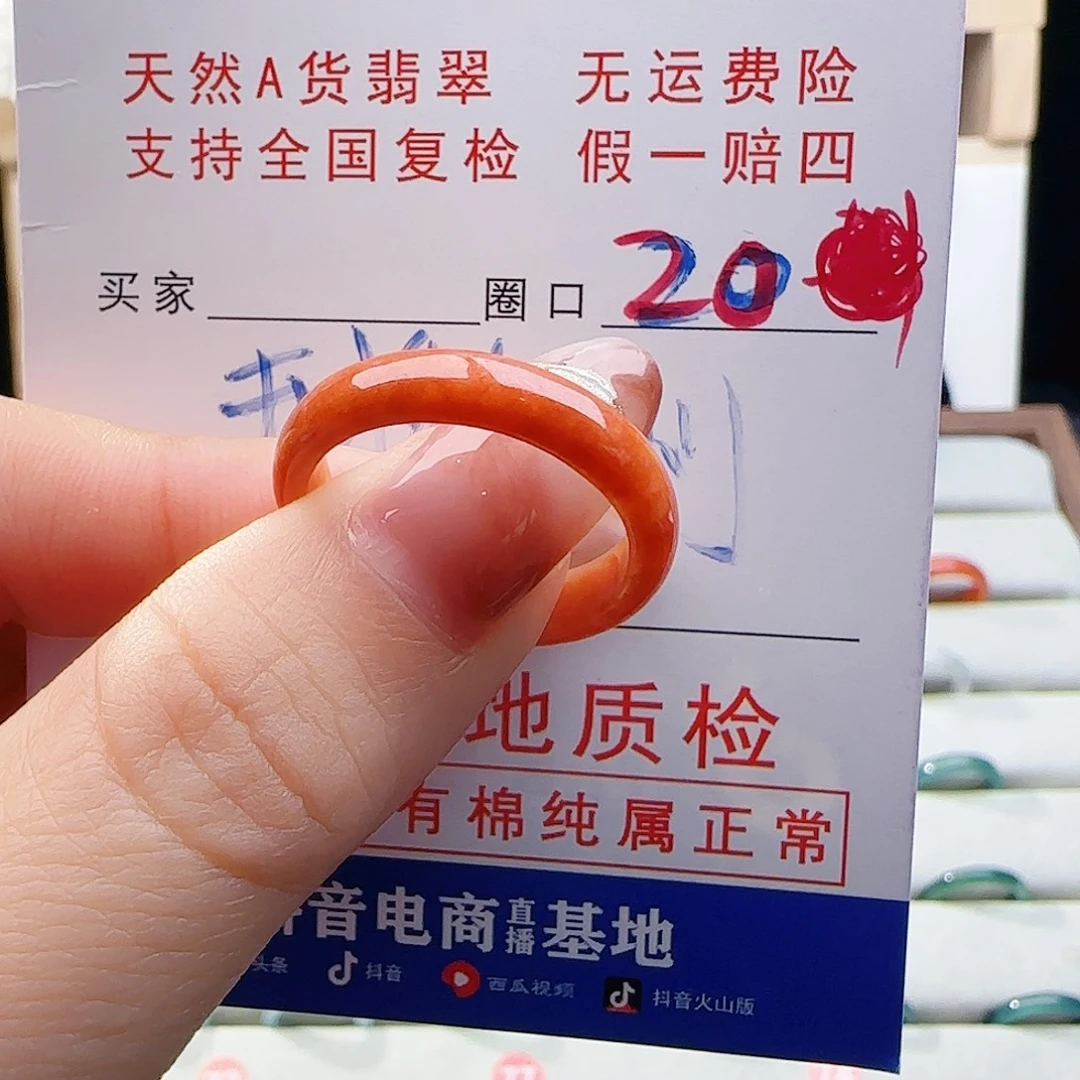 天然A货翡翠 无运费险
支持全国复检 假一赔四
买家 圈口 20
地质检
有棉纯属正常
音电商直播基地
头条 抖音 西瓜视频 抖音火山版